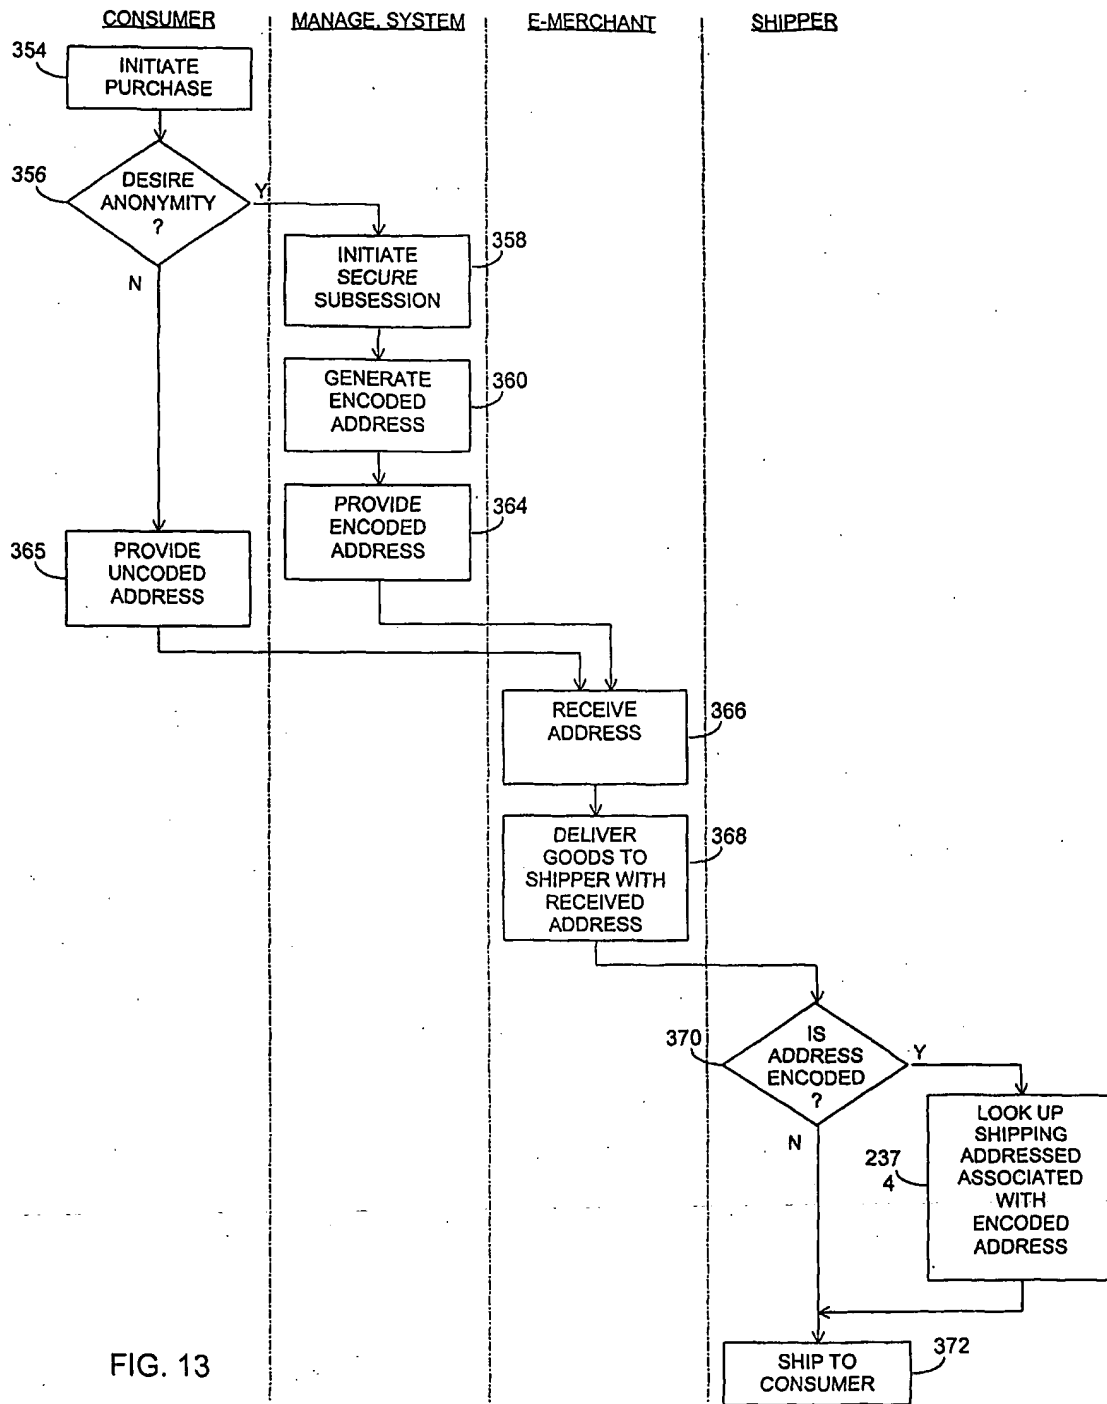 CONSUMER
MANAGE. SYSTEM
E-MERCHANT
SHIPPER
354
INITIATE
PURCHASE
356
DESIRE
ANONYMITY
?
Y
N
358
INITIATE
SECURE
SUBSESSION
360
GENERATE
ENCODED
ADDRESS
364
PROVIDE
ENCODED
ADDRESS
365
PROVIDE
UNCODED
ADDRESS
366
RECEIVE
ADDRESS
368
DELIVER
GOODS TO
SHIPPER WITH
RECEIVED
ADDRESS
370
IS
ADDRESS
ENCODED
?
Y
N
237
4
LOOK UP
SHIPPING
ADDRESSED
ASSOCIATED
WITH
ENCODED
ADDRESS
372
SHIP TO
CONSUMER
FIG. 13